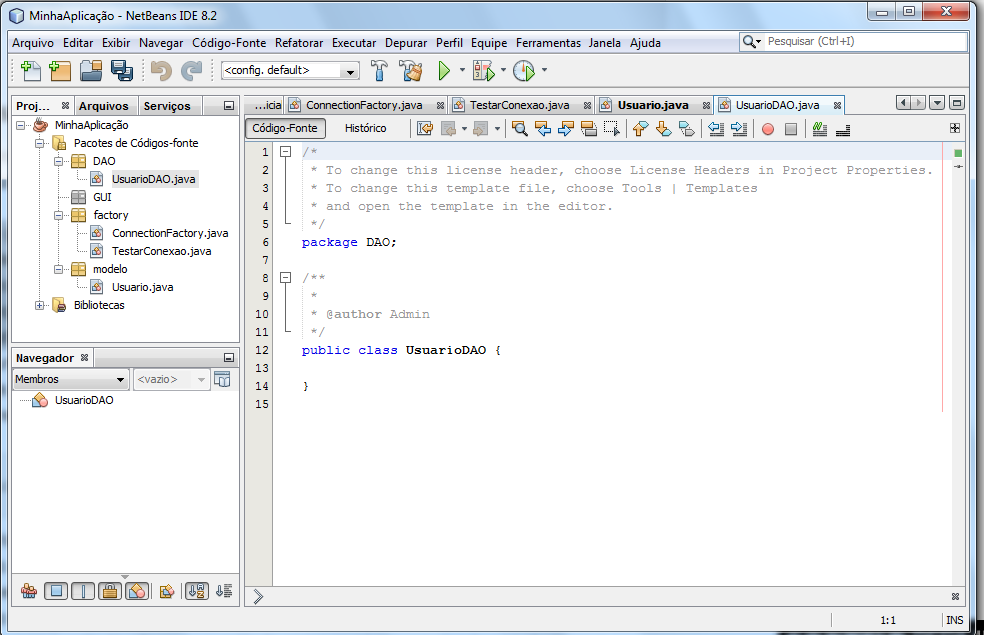 MinhaAplicação - NetBeans IDE 8.2
Arquivo Editar Exibir Navegar Código-Fonte Refatorar Executar Depurar Perfil Equipe Ferramentas Janela Ajuda
Pesquisar (Ctrl+I)
<config. default>
Proj... Arquivos Serviços
MinhaAplicação
Pacotes de Códigos-fonte
DAO
UsuarioDAO.java
GUI
factory
ConnectionFactory.java
TestarConexao.java
modelo
Usuario.java
Bibliotecas
Navegador
Membros
<vazio>
UsuarioDAO
...icia ConnectionFactory.java TestarConexao.java Usuario.java UsuarioDAO.java
Código-Fonte Histórico
1 /*
2 * To change this license header, choose License Headers in Project Properties.
3 * To change this template file, choose Tools | Templates
4 * and open the template in the editor.
5 */
6 package DAO;
7
8 /**
9 *
10 * @author Admin
11 */
12 public class UsuarioDAO {
13
14 }
15
1:1 INS